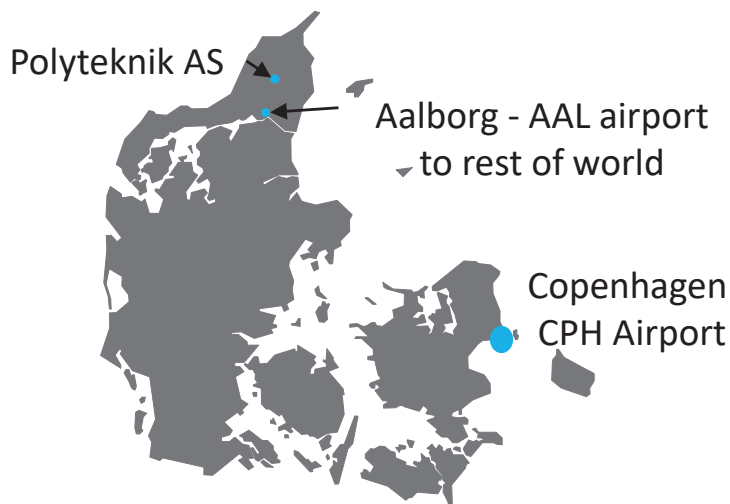 Polyteknik AS
Aalborg - AAL airport
to rest of world
Copenhagen
CPH Airport